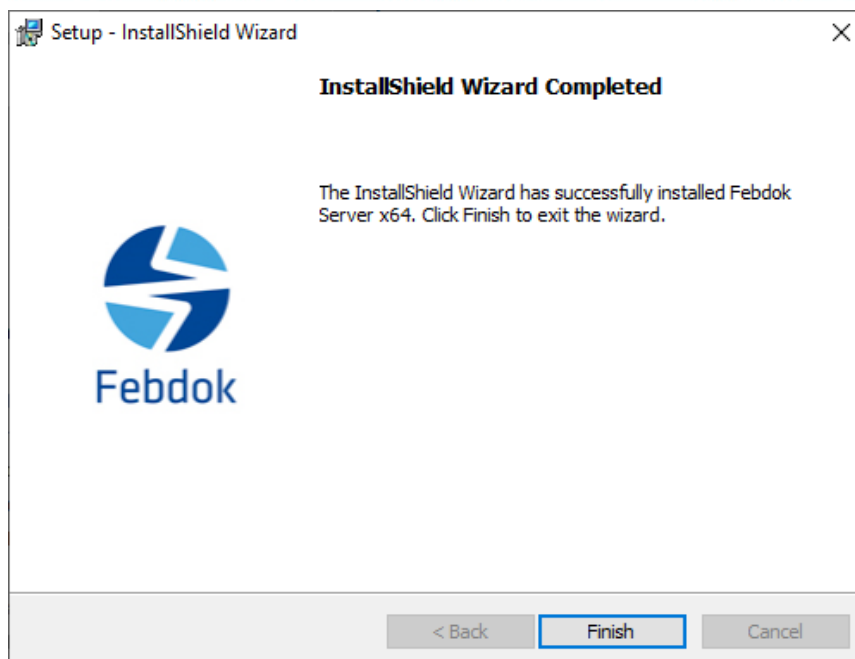 Setup - InstallShield Wizard
InstallShield Wizard Completed
The InstallShield Wizard has successfully installed Febdok
Server x64. Click Finish to exit the wizard.
Febdok
< Back
Finish
Cancel